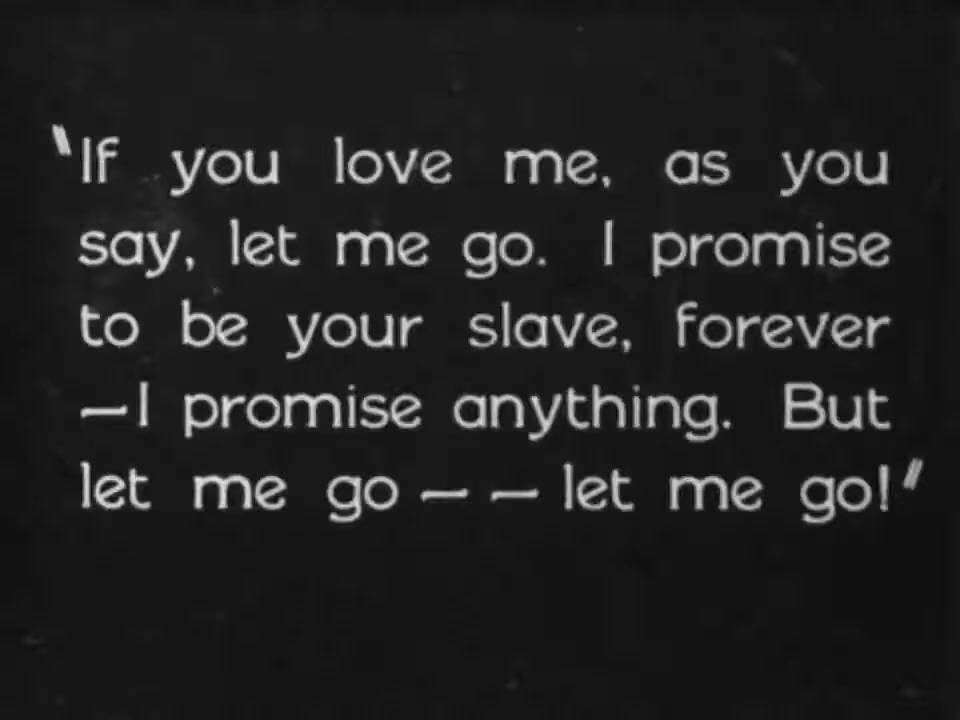 "If you love me, as you
say, let me go. I promise
to be your slave, forever
—I promise anything. But
let me go — — let me go!"